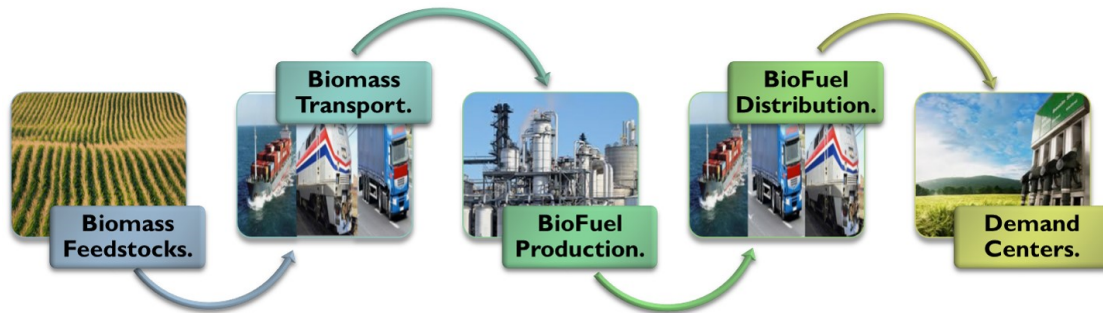 Biomass
Feedstocks.
Biomass
Transport.
BioFuel
Production.
BioFuel
Distribution.
Demand
Centers.